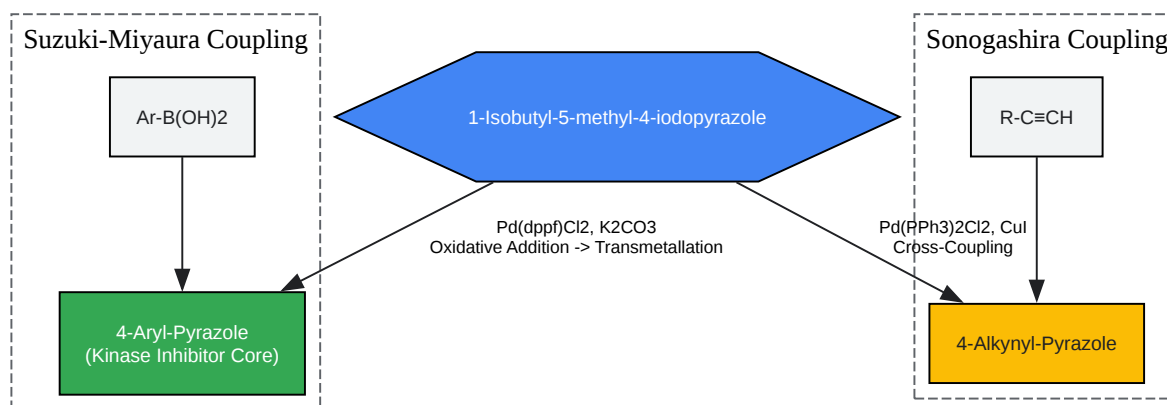 Suzuki-Miyaura Coupling
Sonogashira Coupling
Ar-B(OH)2
1-Isobutyl-5-methyl-4-iodopyrazole
R-C≡CH
Pd(dppf)Cl2, K2CO3
Oxidative Addition -> Transmetallation
Pd(PPh3)2Cl2, CuI
Cross-Coupling
4-Aryl-Pyrazole
(Kinase Inhibitor Core)
4-Alkynyl-Pyrazole